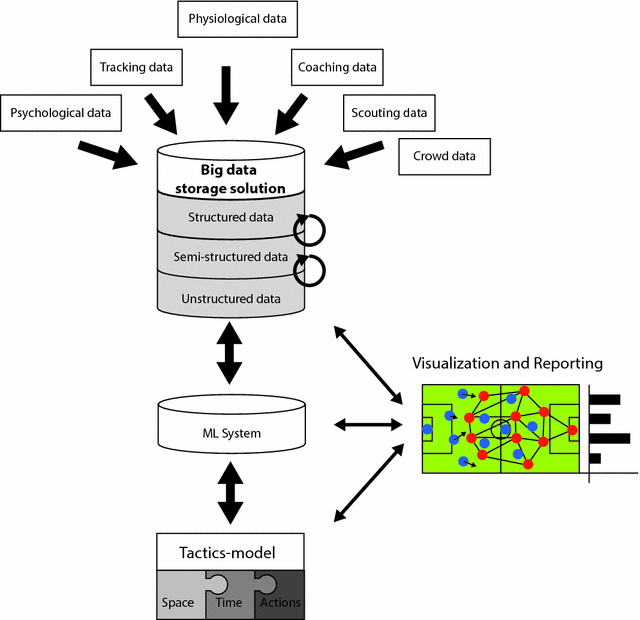 Physiological data
Tracking data
Coaching data
Psychological data
Scouting data
Crowd data
Big data
storage solution
Structured data
Semi-structured data
Unstructured data
Visualization and Reporting
ML System
Tactics-model
Space
Time
Actions